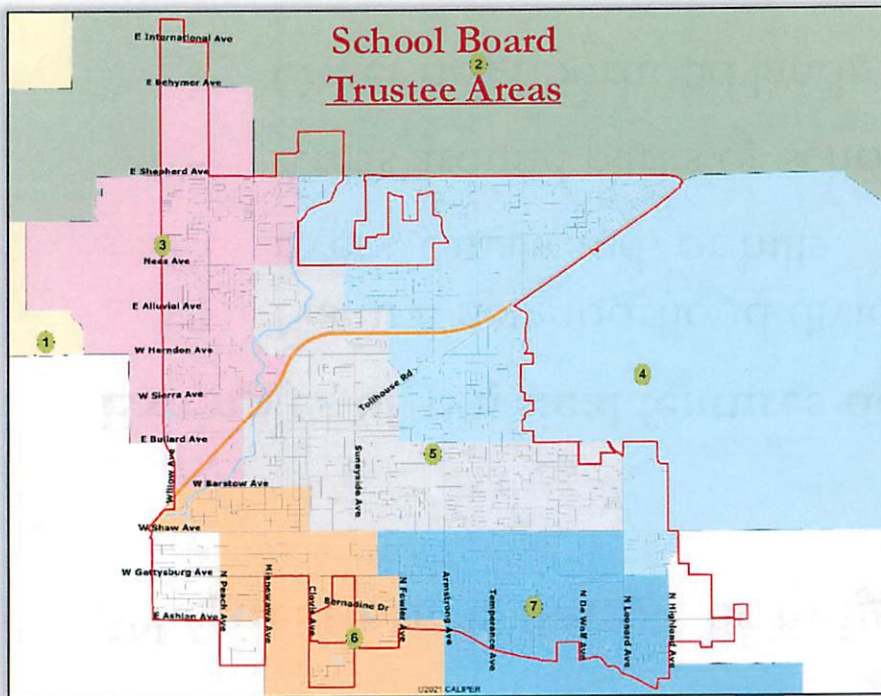 School Board
Trustee Areas
2
E International Ave
E Behymer Ave
E Shepherd Ave
3
Nees Ave
E Alluvial Ave
1
W Herndon Ave
4
W Sierra Ave
Tollhouse Rd
E Bullard Ave
5
Sunnyside Ave
Willow Ave
W Barstow Ave
W Shaw Ave
W Gettysburg Ave
N Peach Ave
Minnewawa Ave
Clovis Ave
Bernadine Dr
N Fowler Ave
Armstrong Ave
Temperance Ave
7
N De Wolf Ave
N Leonard Ave
N Highland Ave
E Ashlan Ave
6
©2021 CALIPER